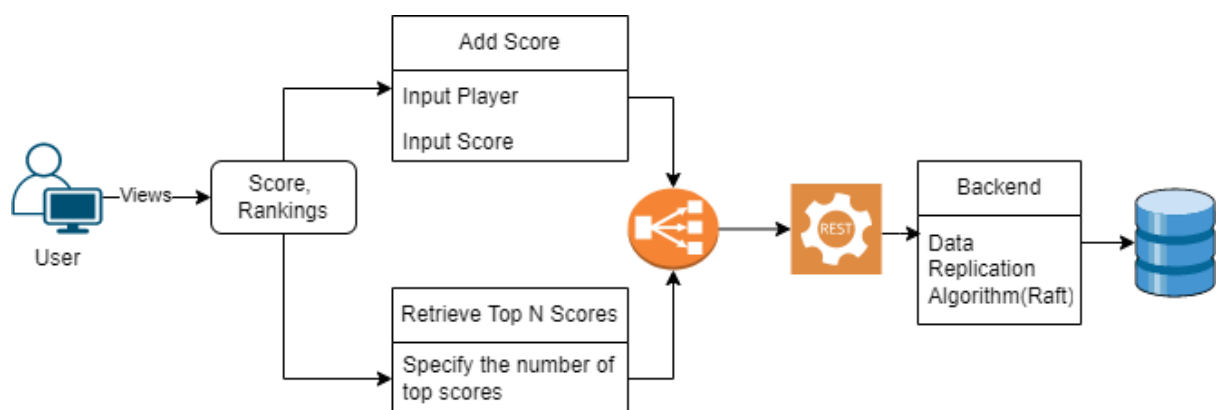 User
Views
Score,
Rankings
Add Score
Input Player
Input Score
Retrieve Top N Scores
Specify the number of
top scores
REST
Backend
Data
Replication
Algorithm(Raft)